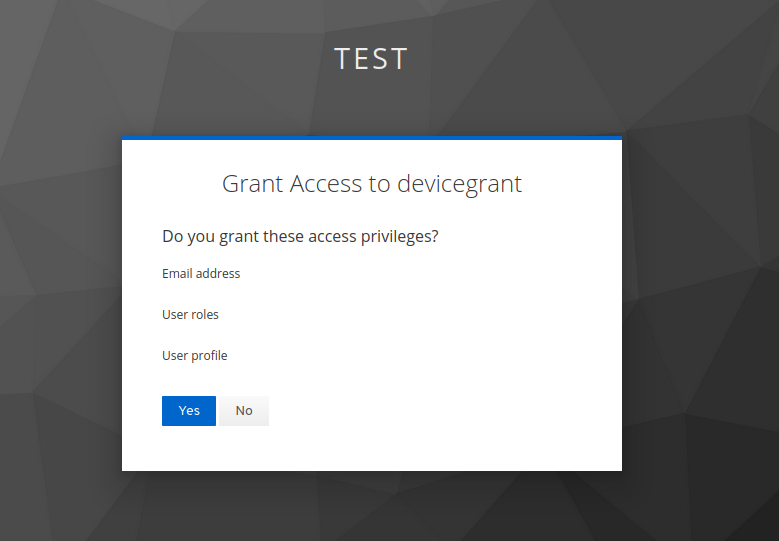 TEST
Grant Access to devicegrant
Do you grant these access privileges?
Email address
User roles
User profile
Yes No